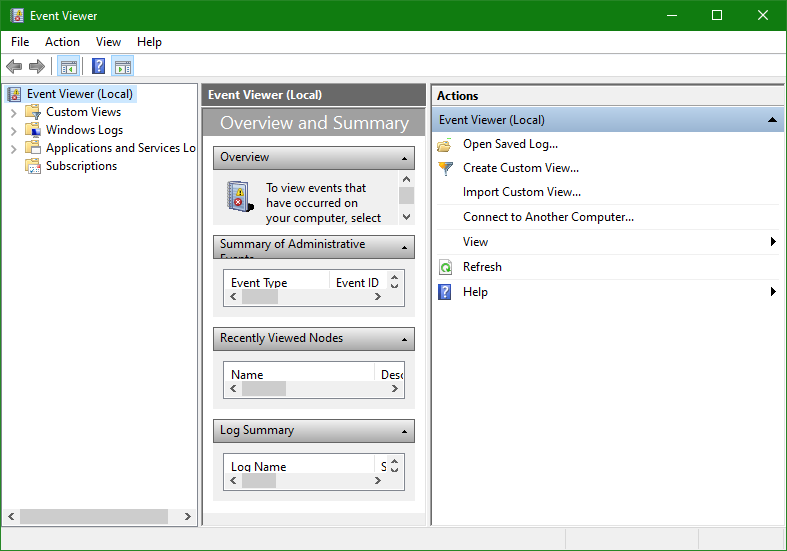 Event Viewer
File Action View Help
Event Viewer (Local)
Custom Views
Windows Logs
Applications and Services Lo
Subscriptions
Event Viewer (Local)
Overview and Summary
Overview
To view events that
have occurred on
your computer, select
Summary of Administrative
Events
Event Type Event ID
Recently Viewed Nodes
Name Desc
Log Summary
Log Name S
Actions
Event Viewer (Local)
Open Saved Log...
Create Custom View...
Import Custom View...
Connect to Another Computer...
View
Refresh
Help